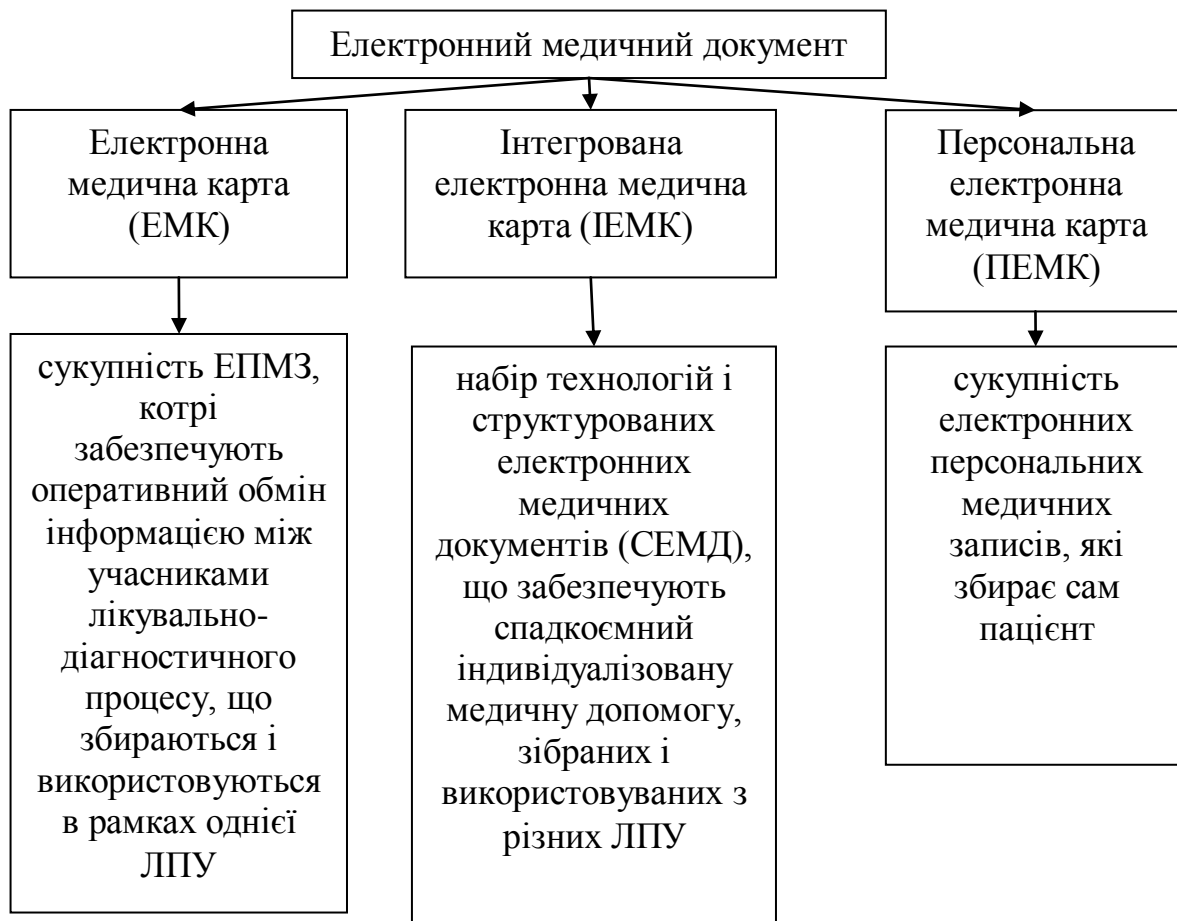 Електронний медичний документ
Електронна
медична карта
(ЕМК)
Інтегрована
електронна медична
карта (ІЕМК)
Персональна
електронна
медична карта
(ПЕМК)
сукупність ЕПМЗ,
котрі
забезпечують
оперативний обмін
інформацією між
учасниками
лікувально-
діагностичного
процесу, що
збираються і
використовуються
в рамках однієї
ЛПУ
набір технологій і
структурованих
електронних
медичних
документів (СЕМД),
що забезпечують
спадкоємний
індивідуалізовану
медичну допомогу,
зібраних і
використовуваних з
різних ЛПУ
сукупність
електронних
персональних
медичних
записів, які
збирає сам
пацієнт